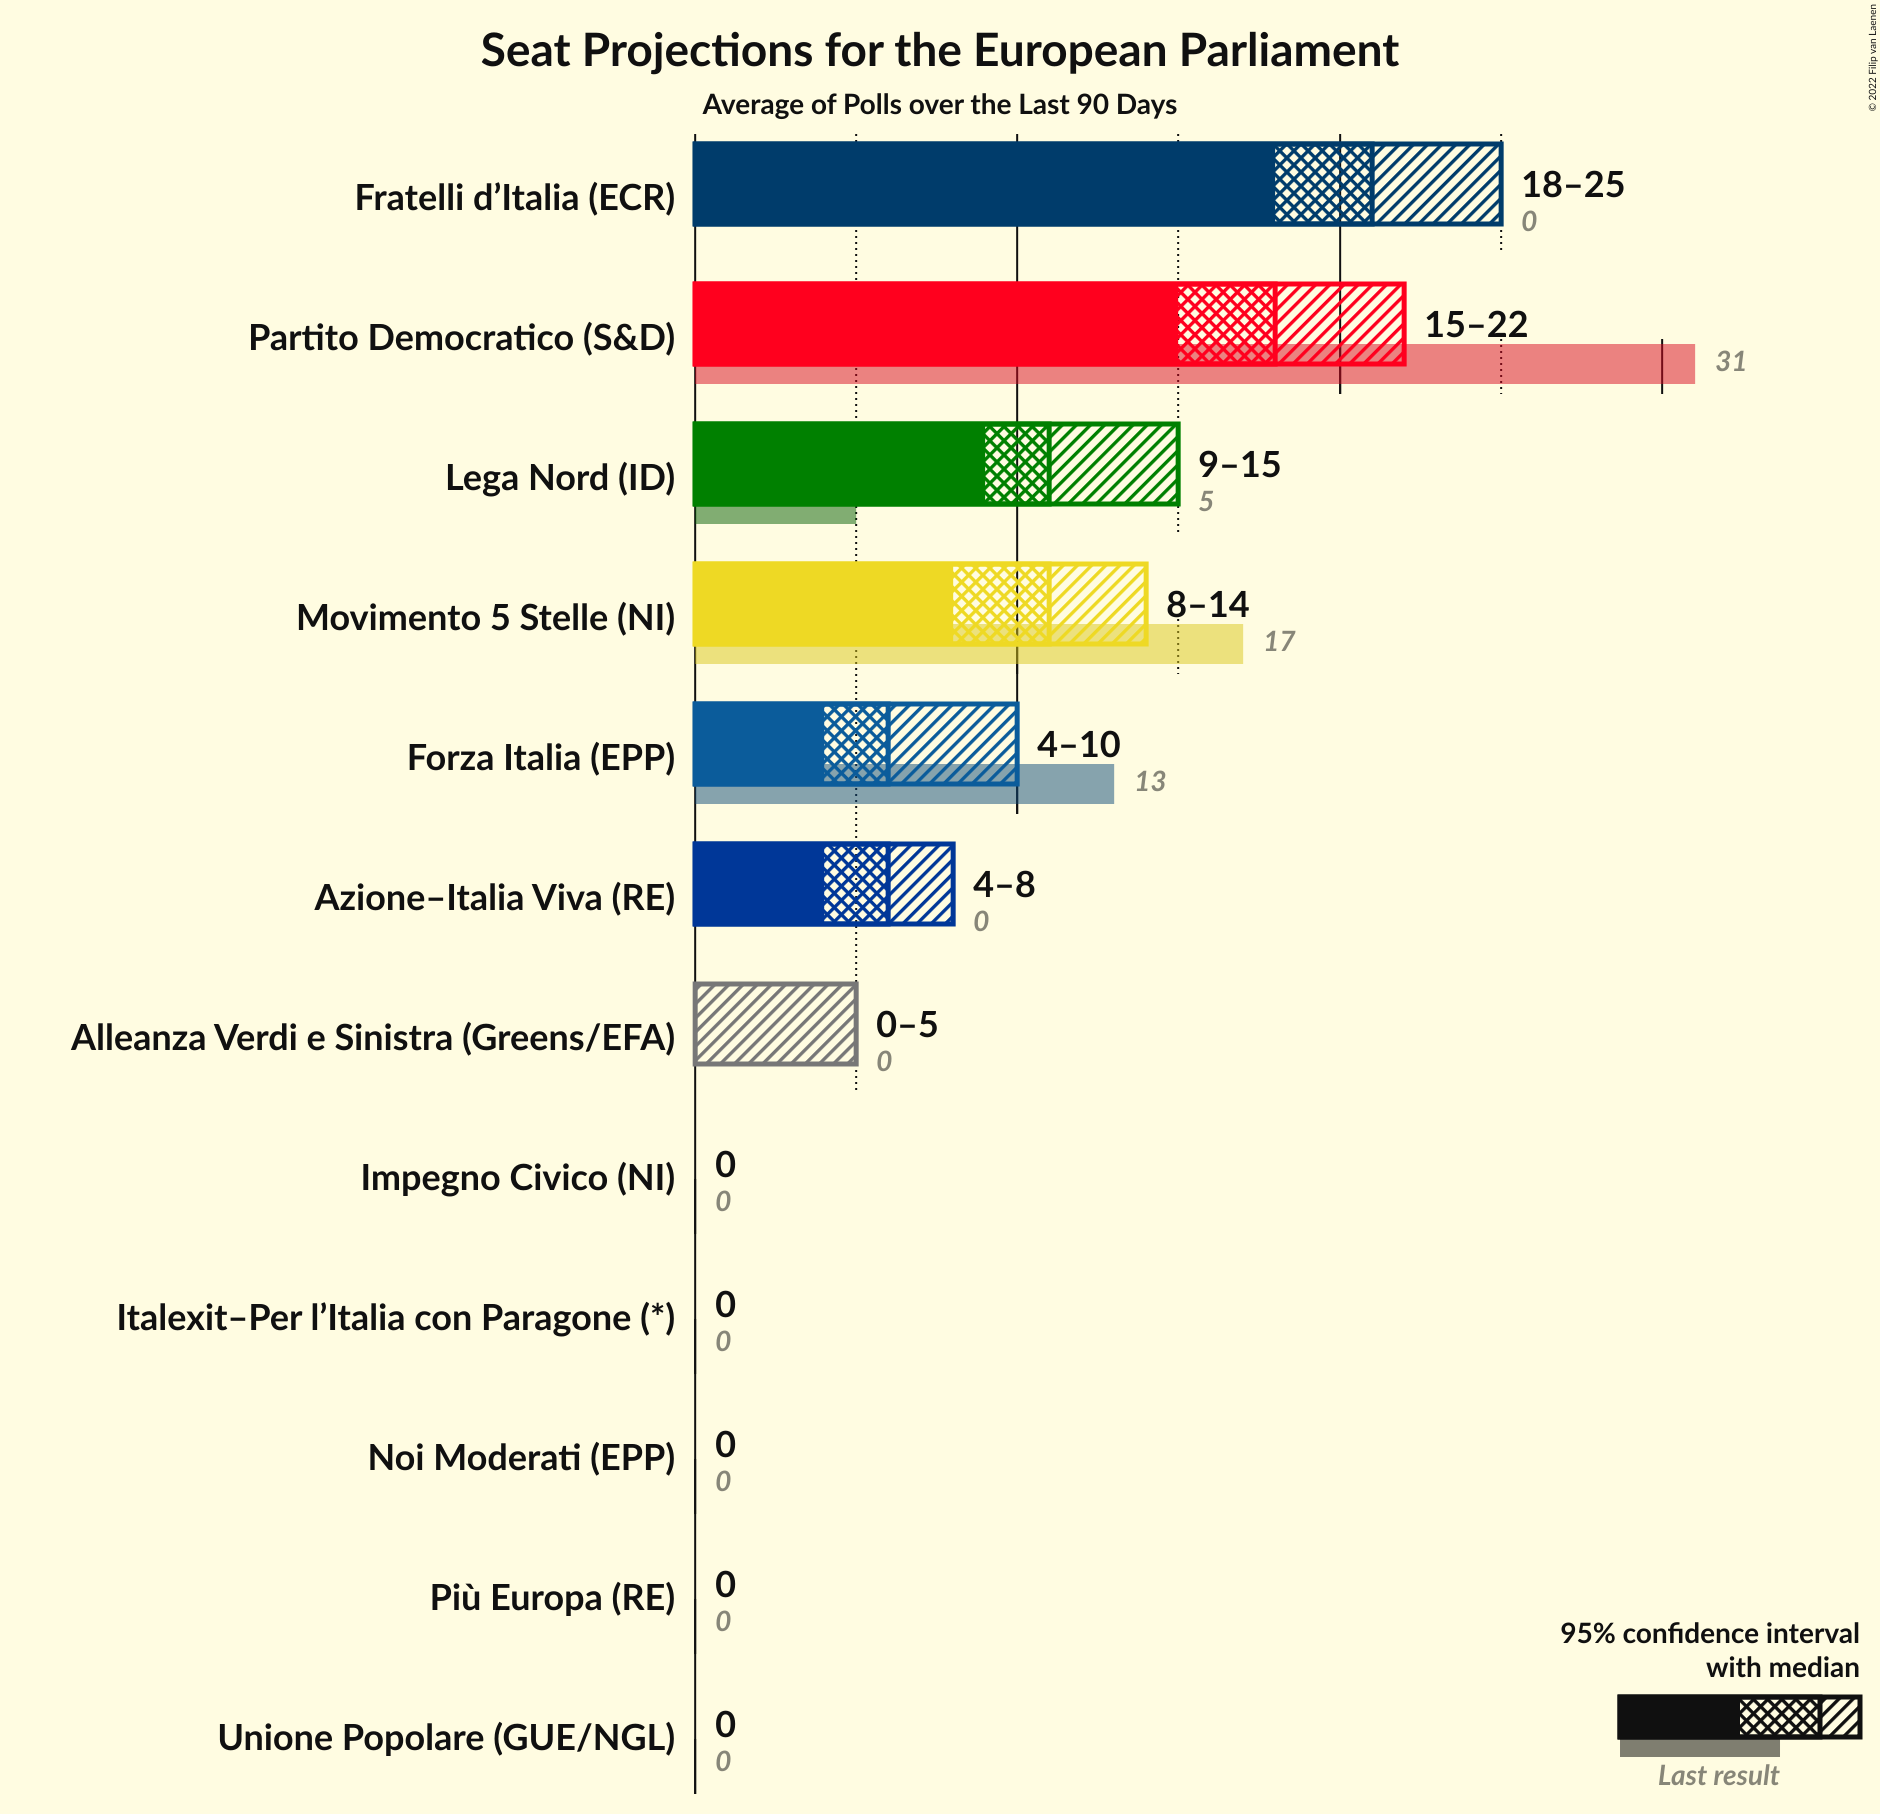 Seat Projections for the European Parliament
Average of Polls over the Last 90 Days
© 2022 Filip van Laenen
Fratelli d’Italia (ECR)
18–25
0
Partito Democratico (S&D)
15–22
31
Lega Nord (ID)
9–15
5
Movimento 5 Stelle (NI)
8–14
17
Forza Italia (EPP)
4–10
13
Azione–Italia Viva (RE)
4–8
0
Alleanza Verdi e Sinistra (Greens/EFA)
0–5
0
Impegno Civico (NI)
0
0
Italexit–Per l’Italia con Paragone (*)
0
0
Noi Moderati (EPP)
0
0
Più Europa (RE)
0
0
Unione Popolare (GUE/NGL)
0
0
95% confidence interval
with median
Last result